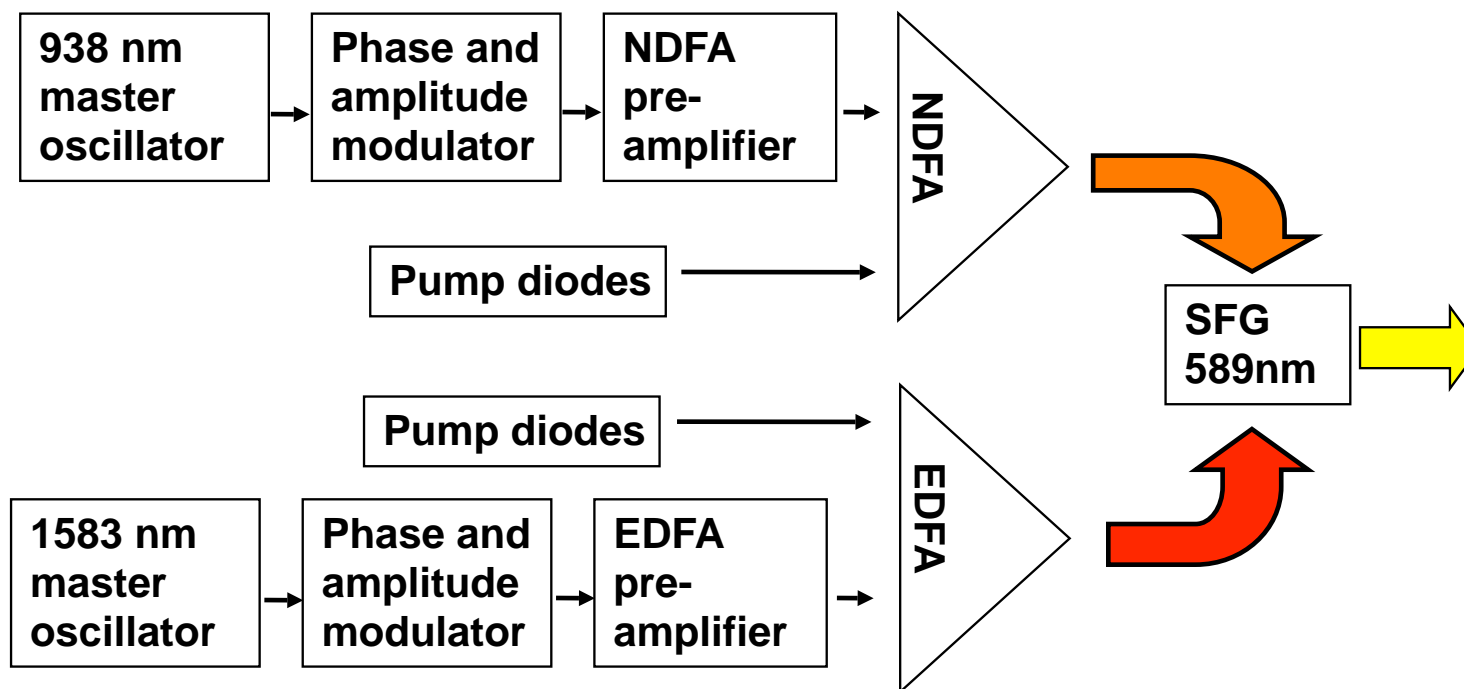 938 nm
master
oscillator
Phase and
amplitude
modulator
NDFA
pre-
amplifier
NDFA
Pump diodes
SFG
589nm
Pump diodes
EDFA
1583 nm
master
oscillator
Phase and
amplitude
modulator
EDFA
pre-
amplifier